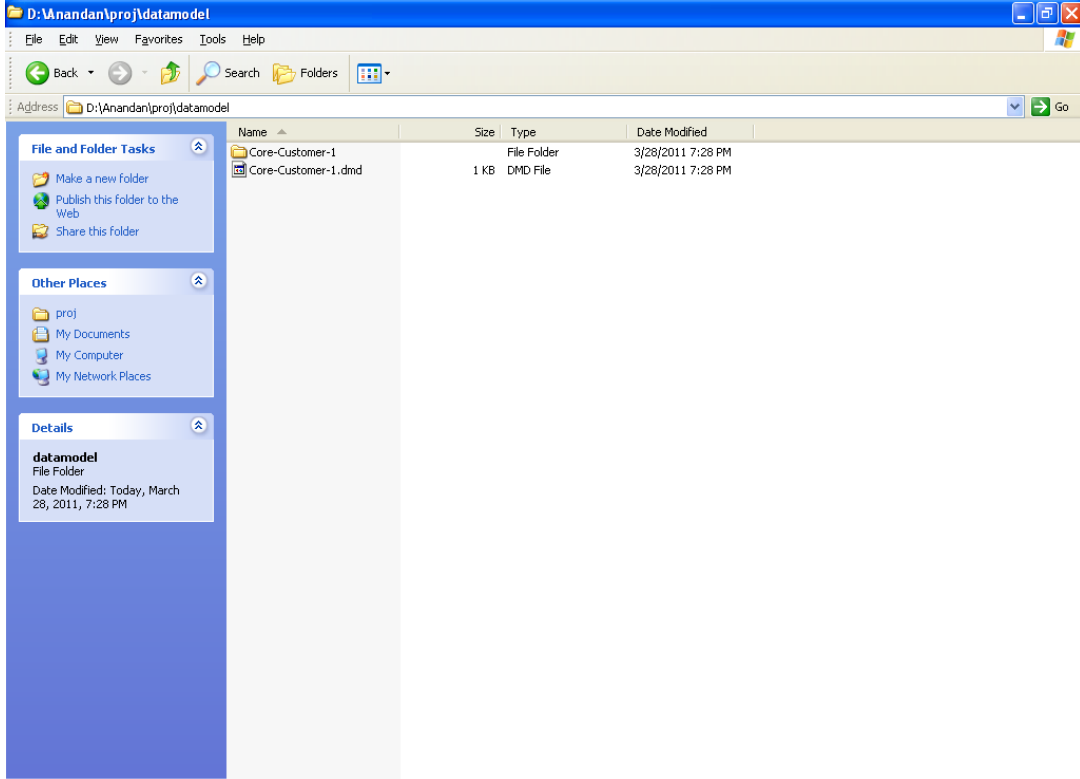 D:\Anandan\proj\datamodel
File Edit View Favorites Tools Help
Back Search Folders
Address D:\Anandan\proj\datamodel Go
Name Size Type Date Modified
Core-Customer-1 File Folder 3/28/2011 7:28 PM
Core-Customer-1.dmd 1 KB DMD File 3/28/2011 7:28 PM
File and Folder Tasks
Make a new folder
Publish this folder to the
Web
Share this folder
Other Places
proj
My Documents
My Computer
My Network Places
Details
datamodel
File Folder
Date Modified: Today, March
28, 2011, 7:28 PM